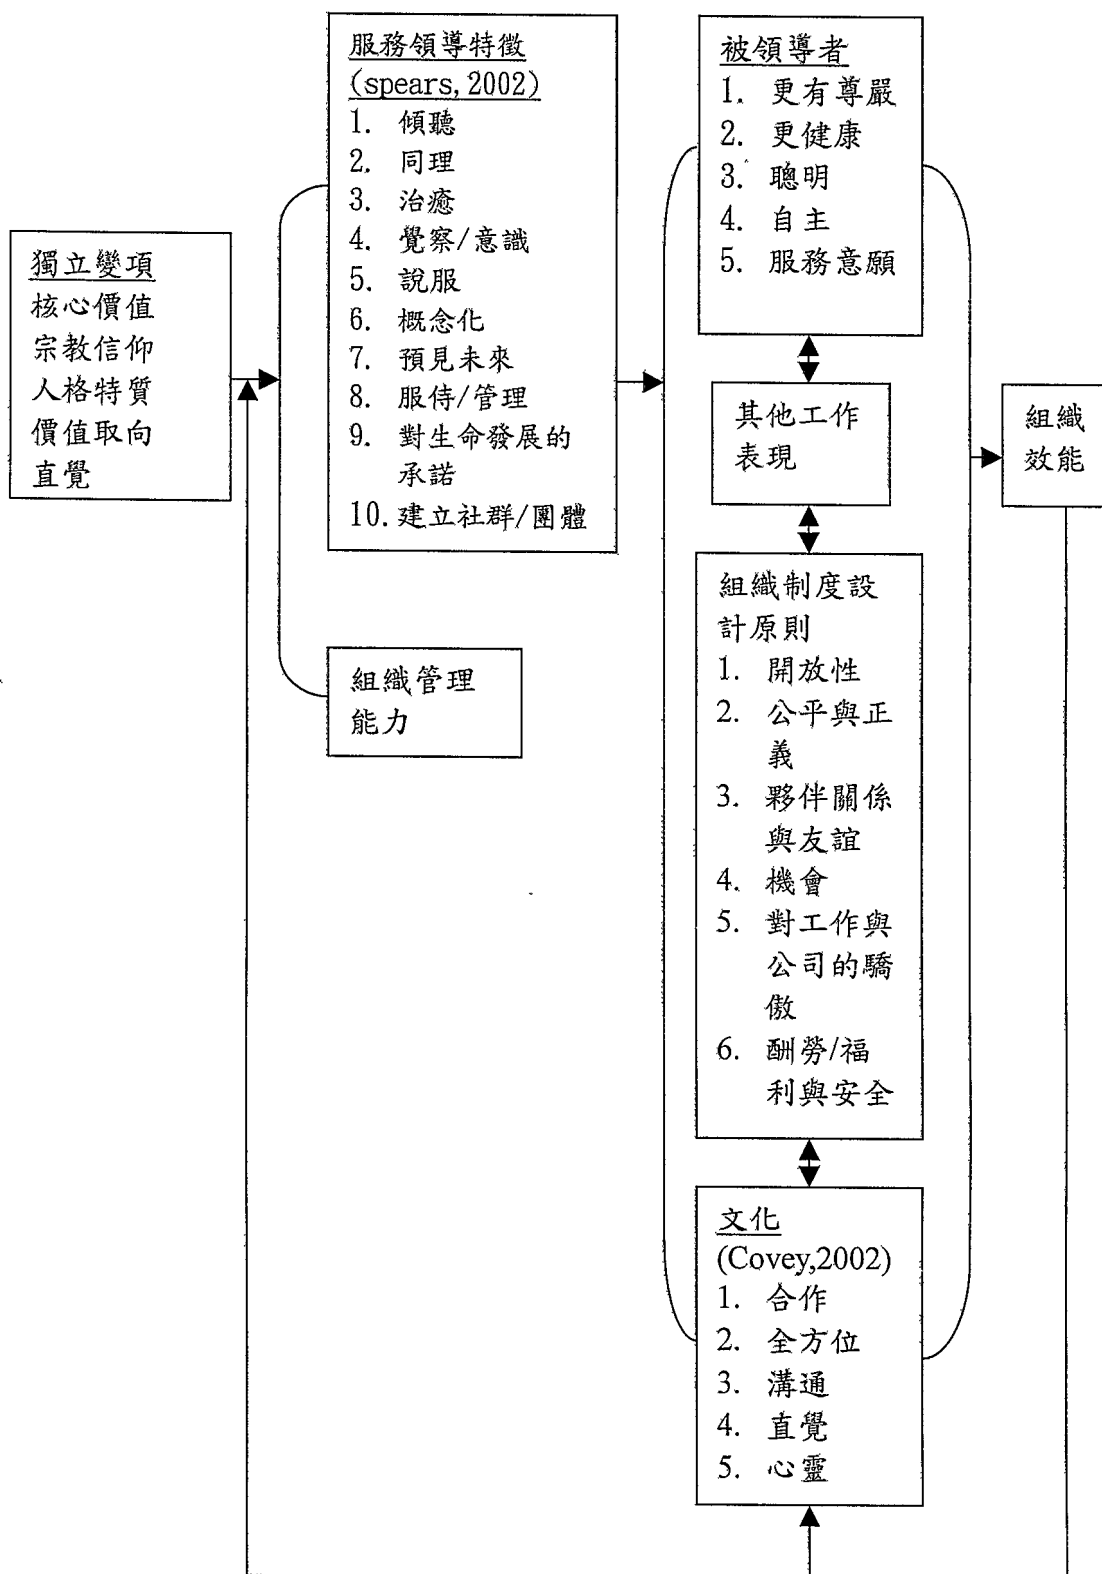 獨立變項
核心價值
宗教信仰
人格特質
價值取向
直覺
服務領導特徵
(spears,2002)
1. 傾聽
2. 同理
3. 治癒
4. 覺察/意識
5. 說服
6. 概念化
7. 預見未來
8. 服侍/管理
9. 對生命發展的
承諾
10.建立社群/團體
組織管理
能力
被領導者
1. 更有尊嚴
2. 更健康
3. 聰明
4. 自主
5. 服務意願
其他工作
表現
組織制度設
計原則
1. 開放性
2. 公平與正
義
3. 夥伴關係
與友誼
4. 機會
5. 對工作與
公司的驕
傲
6. 酬勞/福
利與安全
文化
(Covey,2002)
1. 合作
2. 全方位
3. 溝通
4. 直覺
5. 心靈
組織
效能